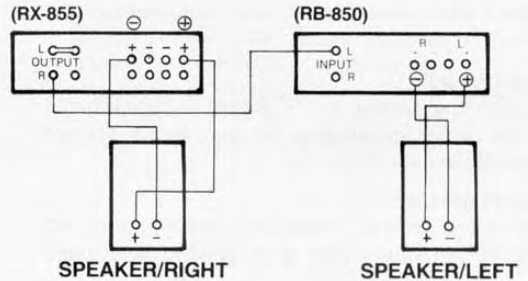 (RX-855)
⊖ ⊕
+ − − +
L
OUTPUT
R
(RB-850)
R L
L
INPUT
R
⊖ ⊕
+ −
SPEAKER/RIGHT
+ −
SPEAKER/LEFT